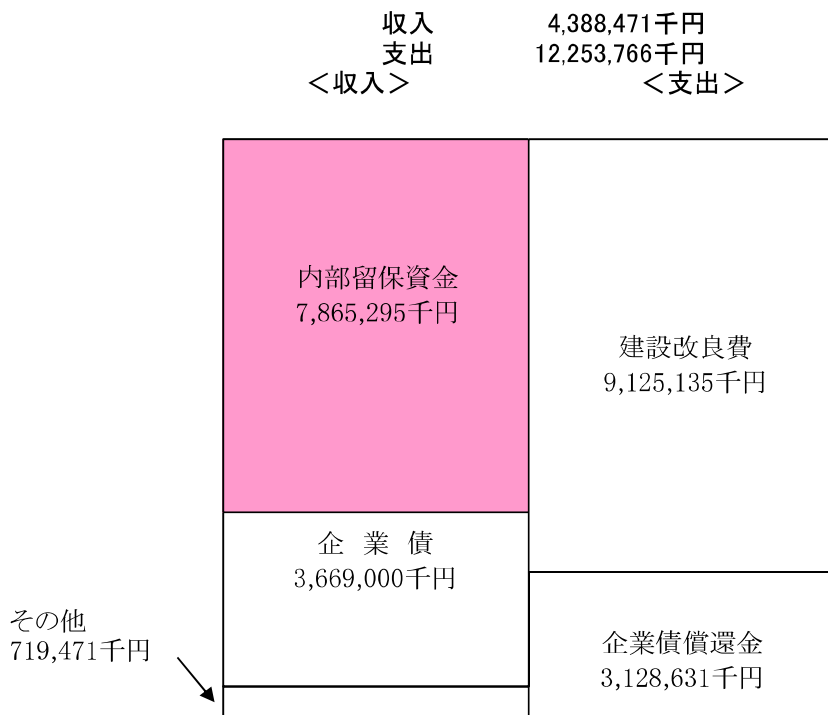 収入 4,388,471千円
支出 12,253,766千円
＜収入＞ ＜支出＞
内部留保資金
7,865,295千円
建設改良費
9,125,135千円
企 業 債
3,669,000千円
その他
719,471千円
企業債償還金
3,128,631千円